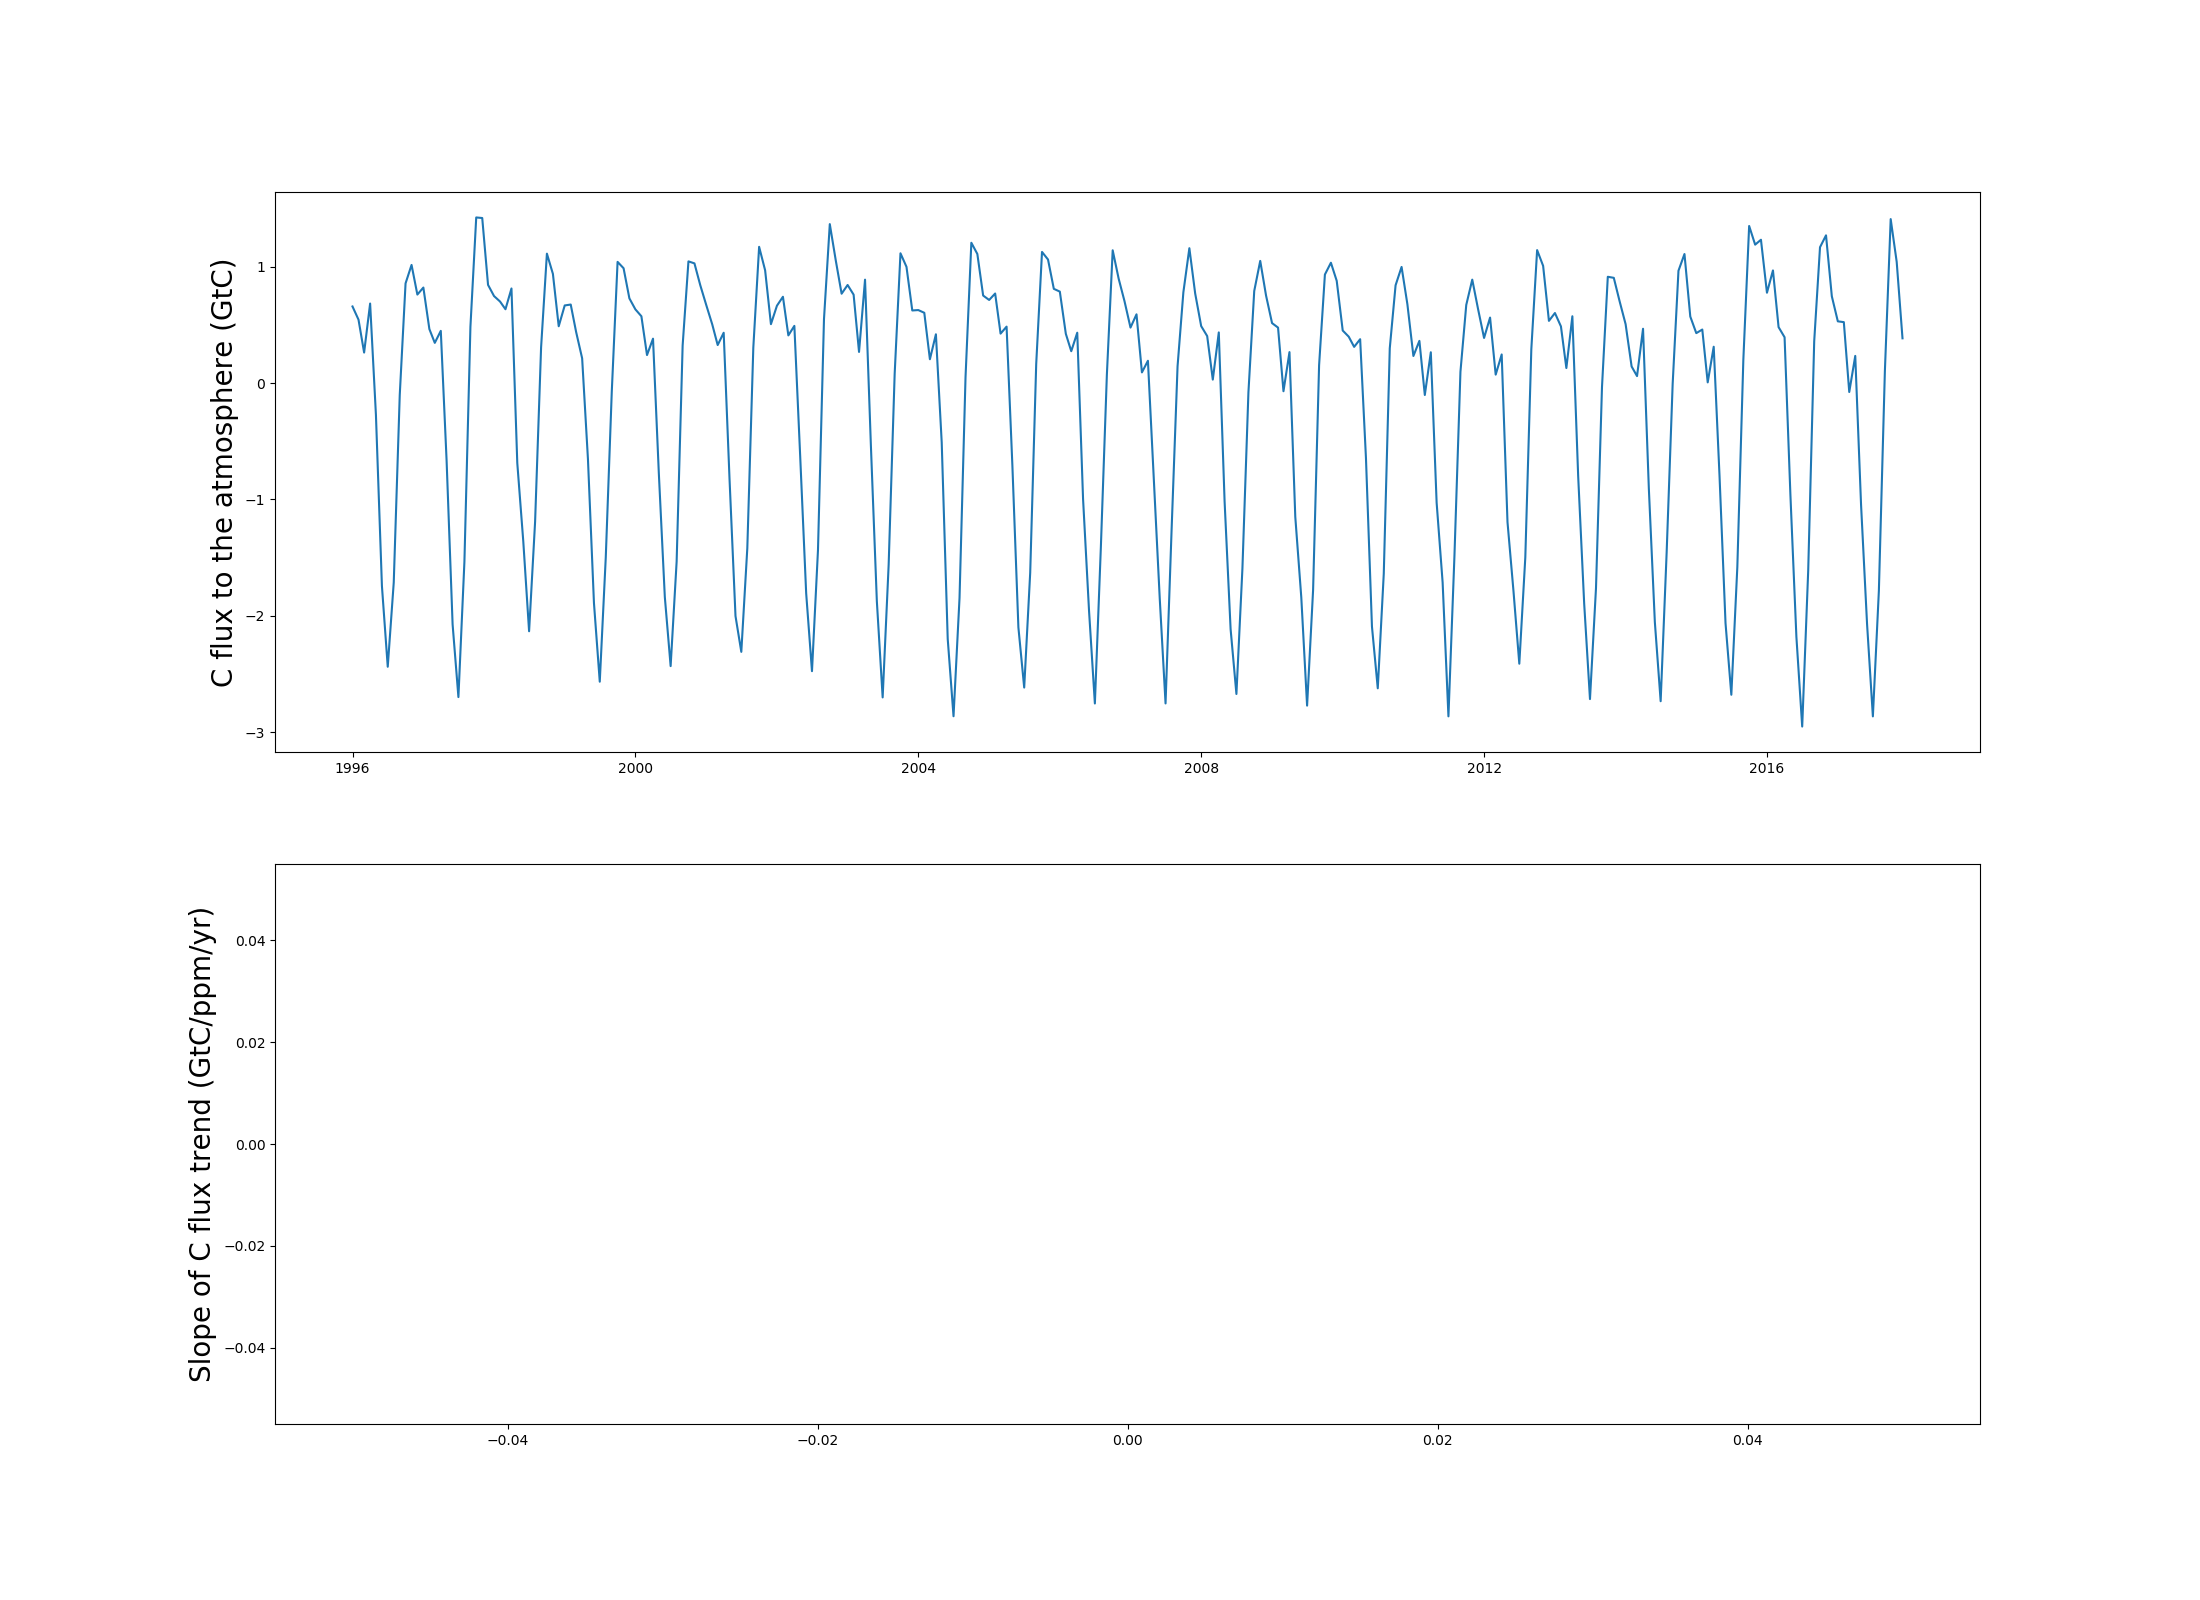 C flux to the atmosphere (GtC)
1
0
−1
−2
−3
1996 2000 2004 2008 2012 2016
Slope of C flux trend (GtC/ppm/yr)
0.04
0.02
0.00
−0.02
−0.04
−0.04 −0.02 0.00 0.02 0.04